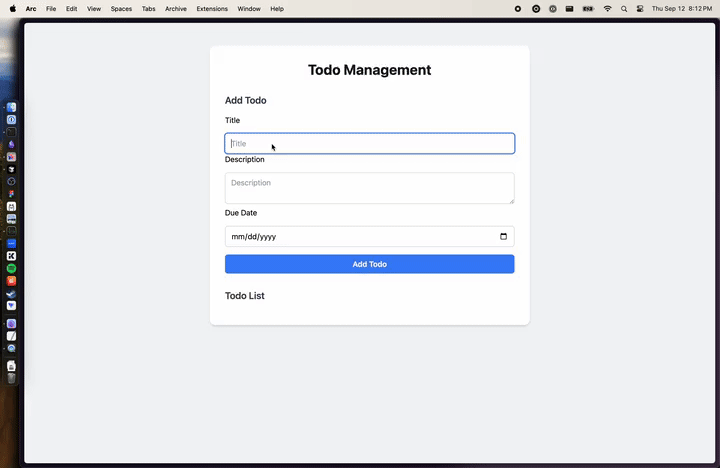 Arc File Edit View Spaces Tabs Archive Extensions Window Help Thu Sep 12 8:12 PM
Todo Management
Add Todo
Title
Title
Description
Description
Due Date
mm/dd/yyyy
Add Todo
Todo List